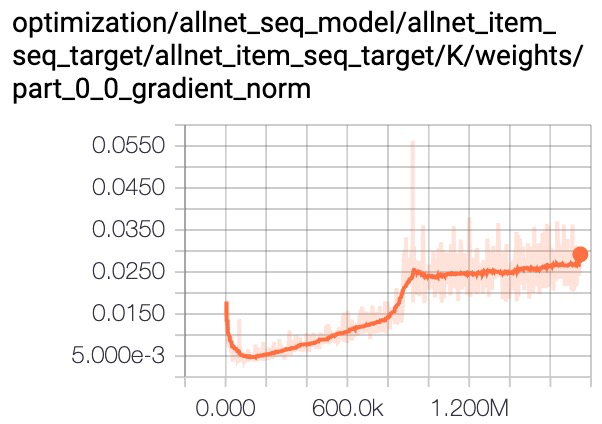 optimization/allnet_seq_model/allnet_item_
seq_target/allnet_item_seq_target/K/weights/
part_0_0_gradient_norm
0.0550
0.0450
0.0350
0.0250
0.0150
5.000e-3
0.000 600.0k 1.200M